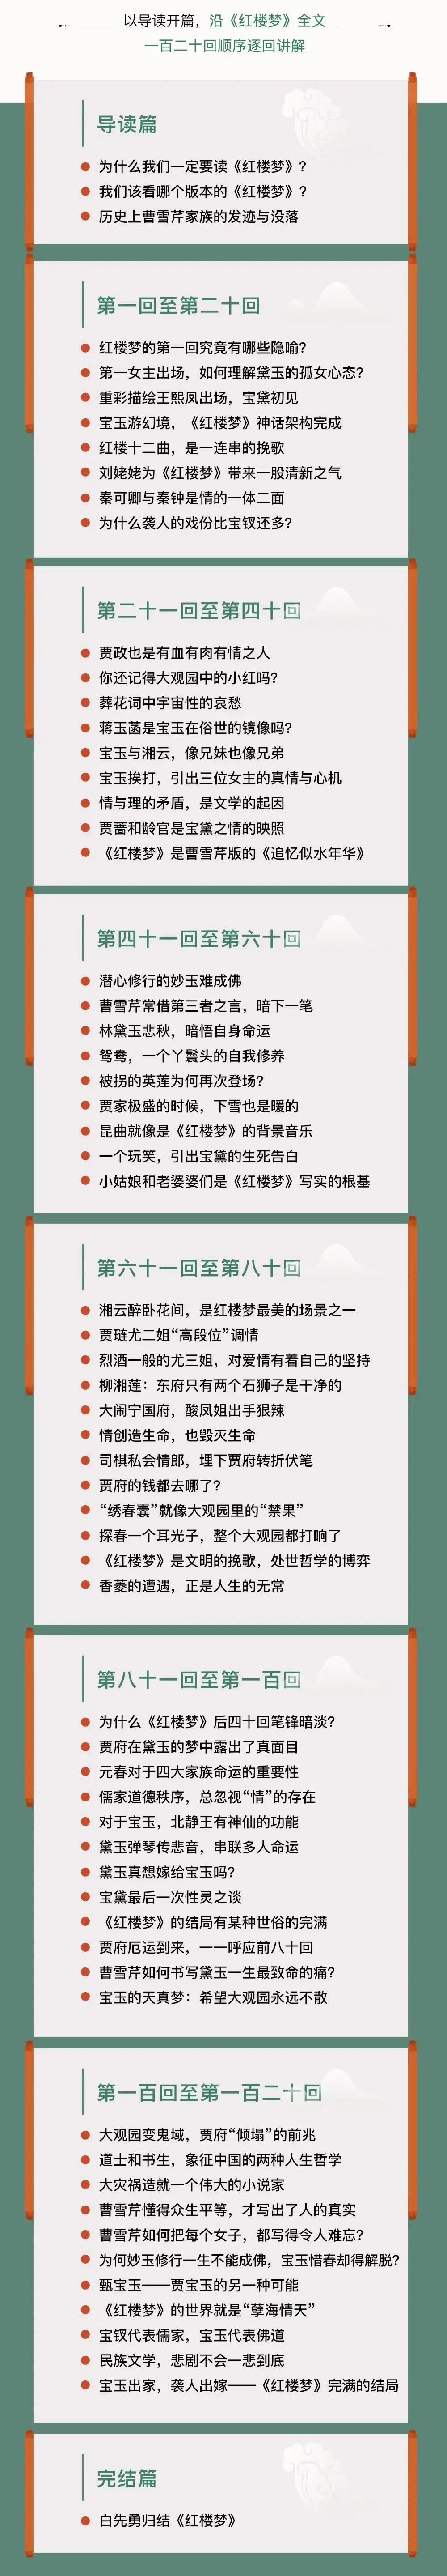 以导读开篇，沿《红楼梦》全文
一百二十回顺序逐回讲解
导读篇
为什么我们一定要读《红楼梦》？
我们该看哪个版本的《红楼梦》？
历史上曹雪芹家族的发迹与没落
第一回至第二十回
红楼梦的第一回究竟有哪些隐喻？
第一女主出场，如何理解黛玉的孤女心态？
重彩描绘王熙凤出场，宝黛初见
宝玉游幻境，《红楼梦》神话架构完成
红楼十二曲，是一连串的挽歌
刘姥姥为《红楼梦》带来一股清新之气
秦可卿与秦钟是情的一体二面
为什么袭人的戏份比宝钗还多？
第二十一回至第四十回
贾政也是有血有肉有情之人
你还记得大观园中的小红吗？
葬花词中宇宙性的哀愁
蒋玉菡是宝玉在俗世的镜像吗？
宝玉与湘云，像兄妹也像兄弟
宝玉挨打，引出三位女主的真情与心机
情与理的矛盾，是文学的起因
贾蔷和龄官是宝黛之情的映照
《红楼梦》是曹雪芹版的《追忆似水年华》
第四十一回至第六十回
潜心修行的妙玉难成佛
曹雪芹常借第三者之言，暗下一笔
林黛玉悲秋，暗悟自身命运
鸳鸯，一个丫鬟头的自我修养
被拐的英莲为何再次登场？
贾家极盛的时候，下雪也是暖的
昆曲就像是《红楼梦》的背景音乐
一个玩笑，引出宝黛的生死告白
小姑娘和老婆婆们是《红楼梦》写实的根基
第六十一回至第八十回
湘云醉卧花间，是红楼梦最美的场景之一
贾琏尤二姐“高段位”调情
烈酒一般的尤三姐，对爱情有着自己的坚持
柳湘莲：东府只有两个石狮子是干净的
大闹宁国府，酸凤姐出手狠辣
情创造生命，也毁灭生命
司棋私会情郎，埋下贾府转折伏笔
贾府的钱都去哪了？
“绣春囊”就像大观园里的“禁果”
探春一个耳光子，整个大观园都打响了
《红楼梦》是文明的挽歌，处世哲学的博弈
香菱的遭遇，正是人生的无常
第八十一回至第一百回
为什么《红楼梦》后四十回笔锋暗淡？
贾府在黛玉的梦中露出了真面目
元春对于四大家族命运的重要性
儒家道德秩序，总忽视“情”的存在
对于宝玉，北静王有神仙的功能
黛玉弹琴传悲音，串联多人命运
黛玉真想嫁给宝玉吗？
宝黛最后一次性灵之谈
《红楼梦》的结局有某种世俗的完满
贾府厄运到来，一一呼应前八十回
曹雪芹如何书写黛玉一生最致命的痛？
宝玉的天真梦：希望大观园永远不散
第一百回至第一百二十回
大观园变鬼域，贾府“倾塌”的前兆
道士和书生，象征中国的两种人生哲学
大灾祸造就一个伟大的小说家
曹雪芹懂得众生平等，才写出了人的真实
曹雪芹如何把每个女子，都写得令人难忘？
为何妙玉修行一生不能成佛，宝玉惜春却得解脱？
甄宝玉——贾宝玉的另一种可能
《红楼梦》的世界就是“孽海情天”
宝钗代表儒家，宝玉代表佛道
民族文学，悲剧不会一悲到底
宝玉出家，袭人出嫁——《红楼梦》完满的结局
完结篇
白先勇归结《红楼梦》